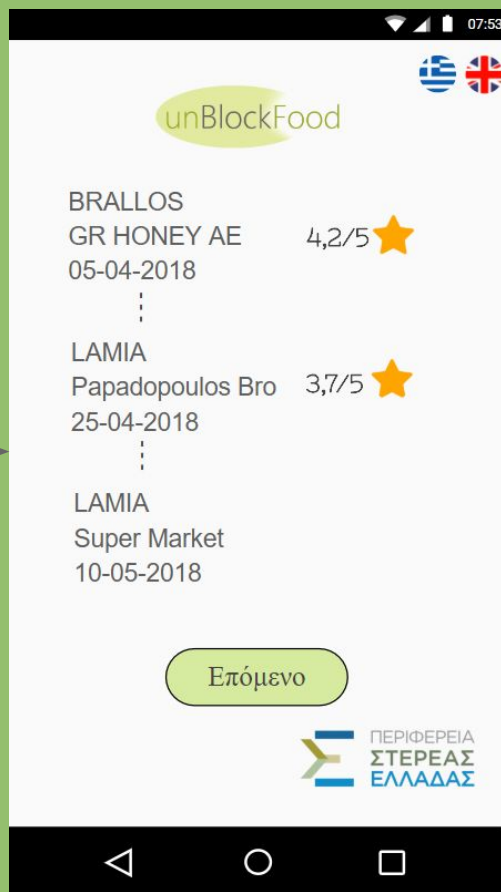 07:53
unBlockFood
BRALLOS
GR HONEY AE
05-04-2018
4,2/5
LAMIA
Papadopoulos Bro
25-04-2018
3,7/5
LAMIA
Super Market
10-05-2018
Επόμενο
ΠΕΡΙΦΕΡΕΙΑ
ΣΤΕΡΕΑΣ
ΕΛΛΑΔΑΣ